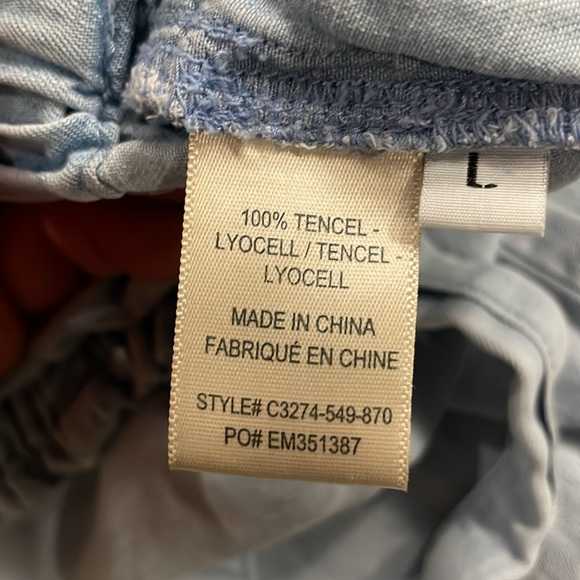 L
100% TENCEL -
LYOCELL / TENCEL -
LYOCELL
MADE IN CHINA
FABRIQUÉ EN CHINE
STYLE# C3274-549-870
PO# EM351387